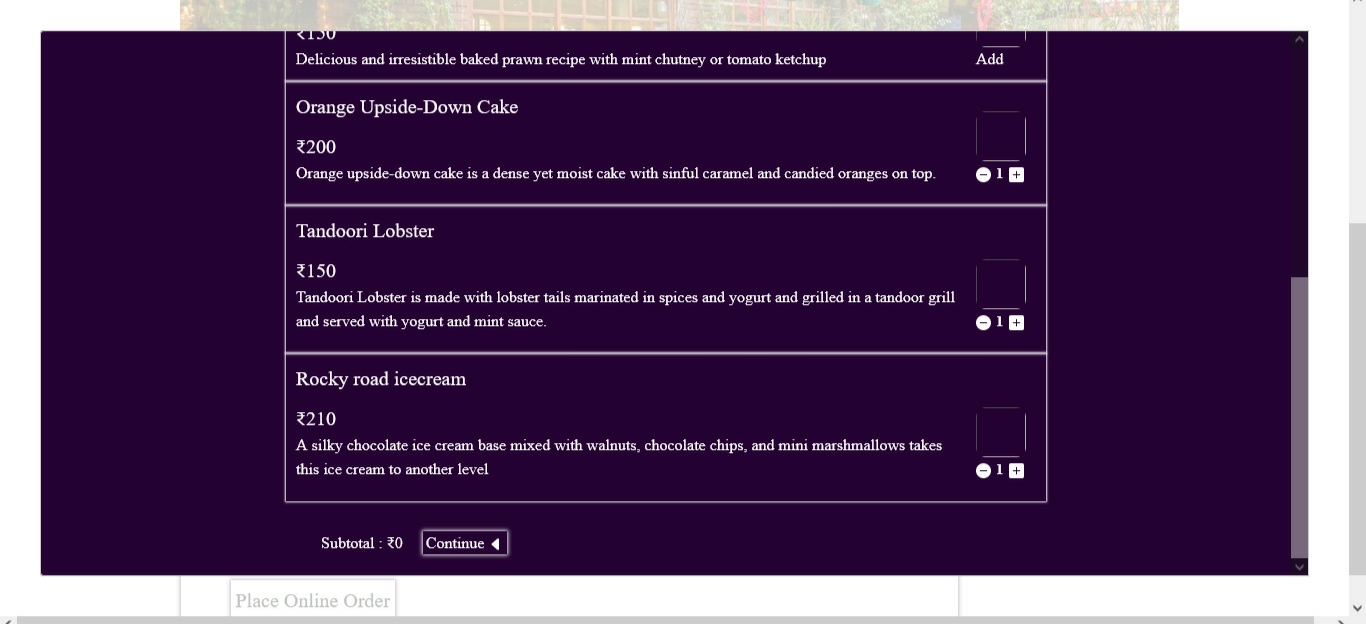 ₹150
Delicious and irresistible baked prawn recipe with mint chutney or tomato ketchup
Add
Orange Upside-Down Cake
₹200
Orange upside-down cake is a dense yet moist cake with sinful caramel and candied oranges on top.
1
Tandoori Lobster
₹150
Tandoori Lobster is made with lobster tails marinated in spices and yogurt and grilled in a tandoor grill
and served with yogurt and mint sauce.
1
Rocky road icecream
₹210
A silky chocolate ice cream base mixed with walnuts, chocolate chips, and mini marshmallows takes
this ice cream to another level
1
Subtotal : ₹0
Continue
Place Online Order